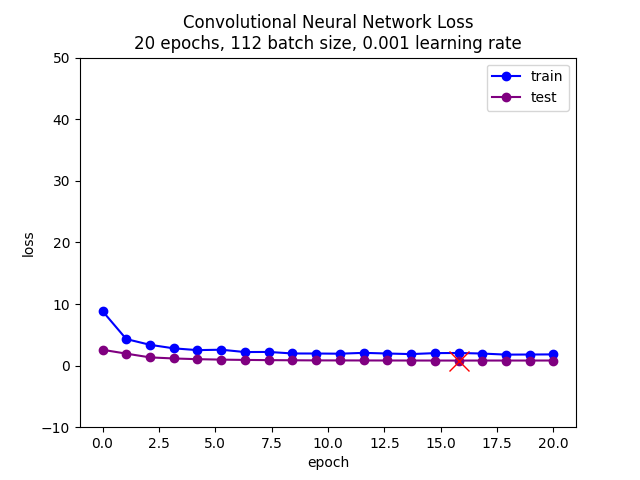 Convolutional Neural Network Loss
20 epochs, 112 batch size, 0.001 learning rate
train
test
50
40
30
20
10
0
−10
loss
0.0 2.5 5.0 7.5 10.0 12.5 15.0 17.5 20.0
epoch